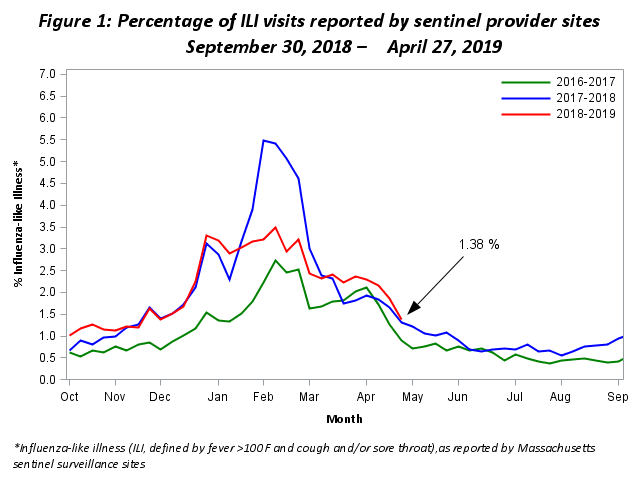 Figure 1: Percentage of ILI visits reported by sentinel provider sites
September 30, 2018 – April 27, 2019
7.0
6.5
6.0
5.5
5.0
4.5
4.0
3.5
3.0
2.5
2.0
1.5
1.0
0.5
0.0
% Influenza-like Illness*
2016-2017
2017-2018
2018-2019
1.38 %
Oct Nov Dec Jan Feb Mar Apr May Jun Jul Aug Sep
Month
*Influenza-like illness (ILI, defined by fever >100F and cough and/or sore throat),as reported by Massachusetts
sentinel surveillance sites